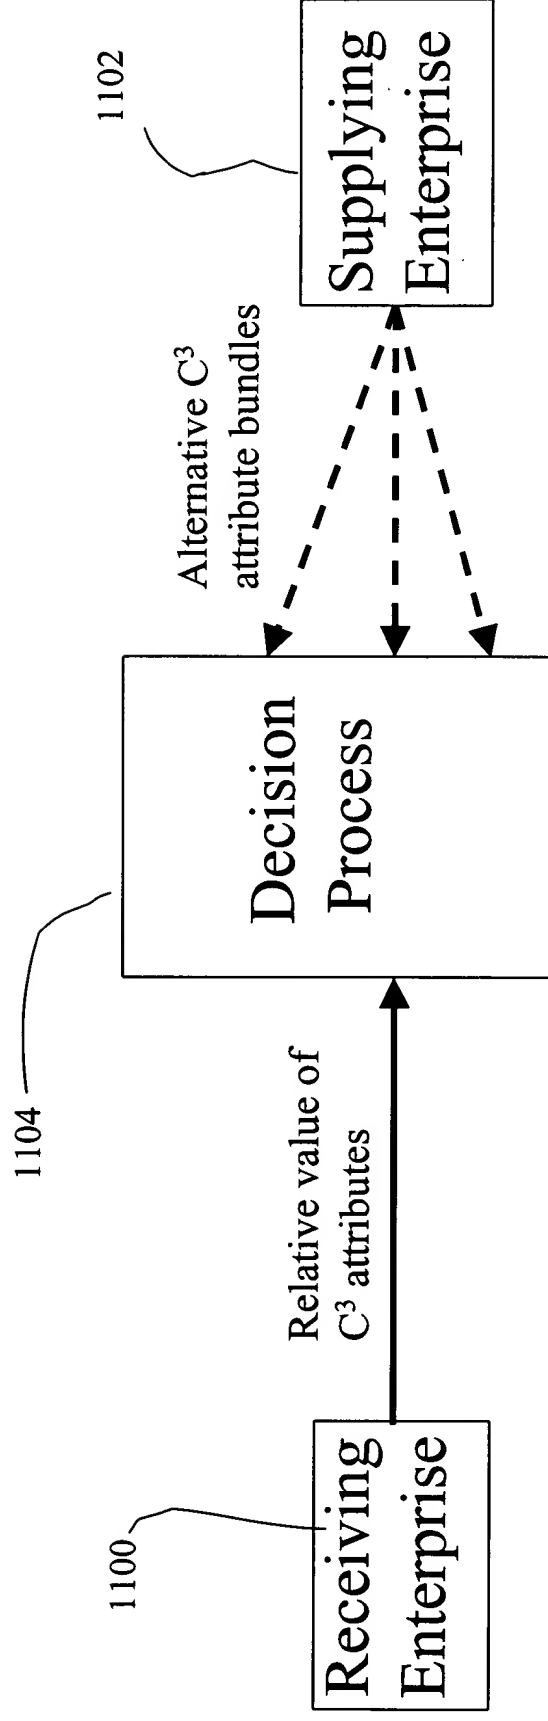 1100
Receiving
Enterprise
Relative value of
C³ attributes
1104
Decision
Process
Alternative C³
attribute bundles
1102
Supplying
Enterprise